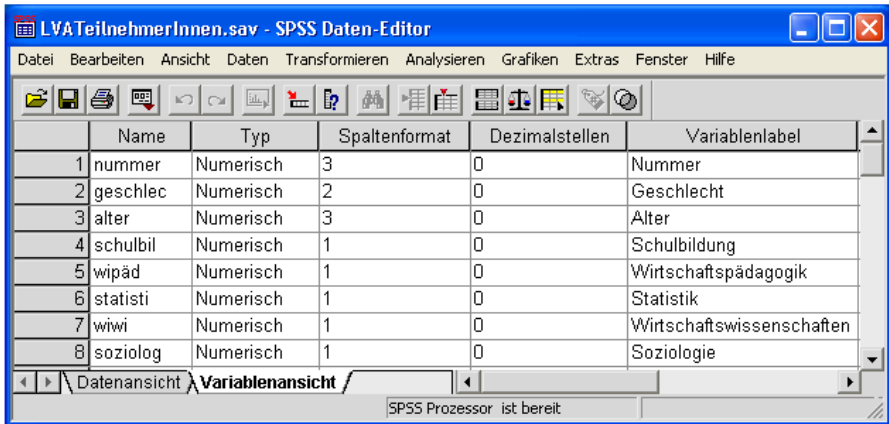 LVATeilnehmerInnen.sav - SPSS Daten-Editor
Datei Bearbeiten Ansicht Daten Transformieren Analysieren Grafiken Extras Fenster Hilfe
Name Typ Spaltenformat Dezimalstellen Variablenlabel
1 nummer Numerisch 3 0 Nummer
2 geschlec Numerisch 2 0 Geschlecht
3 alter Numerisch 3 0 Alter
4 schulbil Numerisch 1 0 Schulbildung
5 wipäd Numerisch 1 0 Wirtschaftspädagogik
6 statisti Numerisch 1 0 Statistik
7 wiwi Numerisch 1 0 Wirtschaftswissenschaften
8 soziolog Numerisch 1 0 Soziologie
Datenansicht Variablenansicht
SPSS Prozessor ist bereit